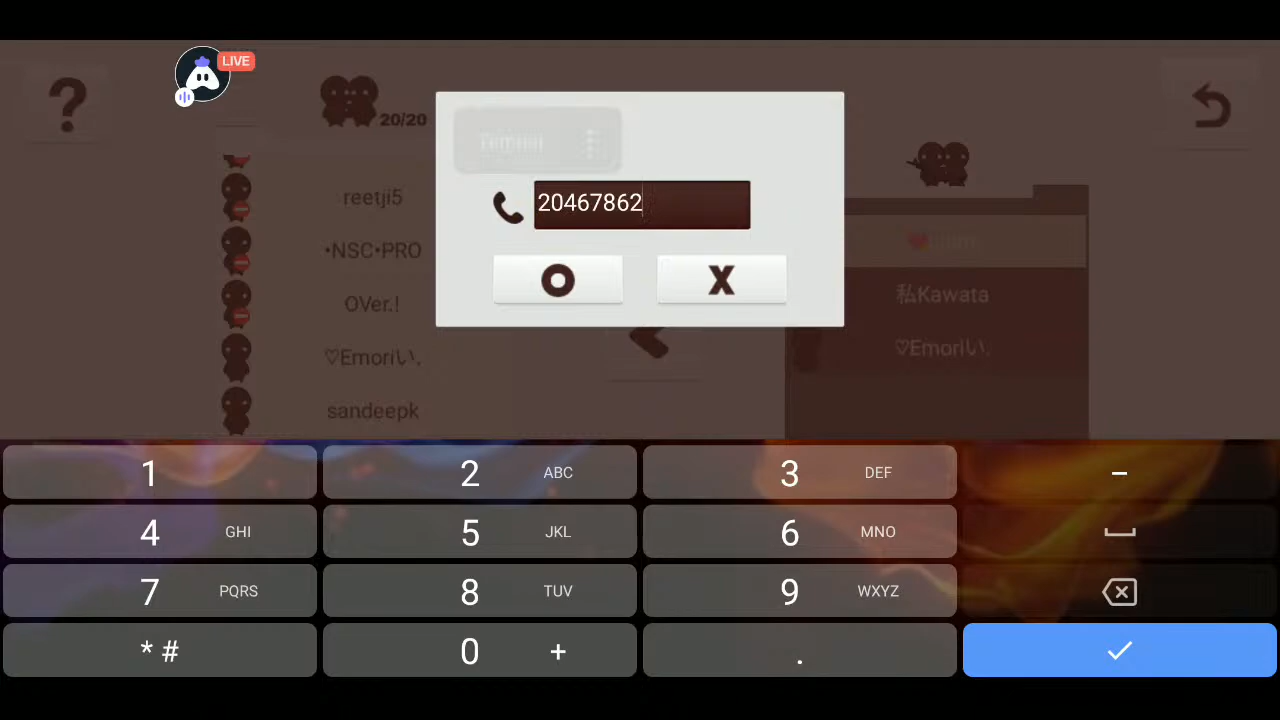 ?
LIVE
20/20
reetji5
•NSC•PRO
OVer.!
♡Emoriい.
sandeepk
20467862
O X
私Kawata
♡Emoriい.
1 2 ABC 3 DEF -
4 GHI 5 JKL 6 MNO
7 PQRS 8 TUV 9 WXYZ
* # 0 + .